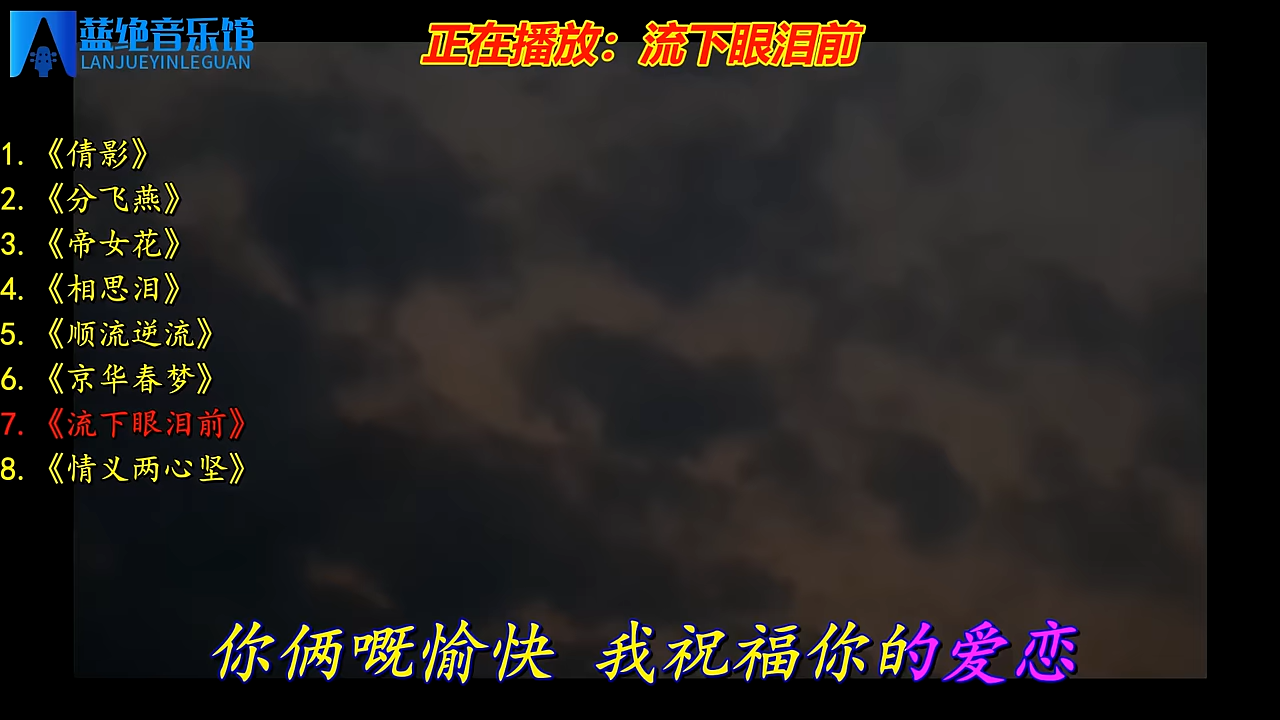 蓝绝音乐馆
LANJUEYINLEGUAN
正在播放：流下眼泪前
1. 《倩影》
2. 《分飞燕》
3. 《帝女花》
4. 《相思泪》
5. 《顺流逆流》
6. 《京华春梦》
7. 《流下眼泪前》
8. 《情义两心坚》
你俩嘅愉快 我祝福你的爱恋